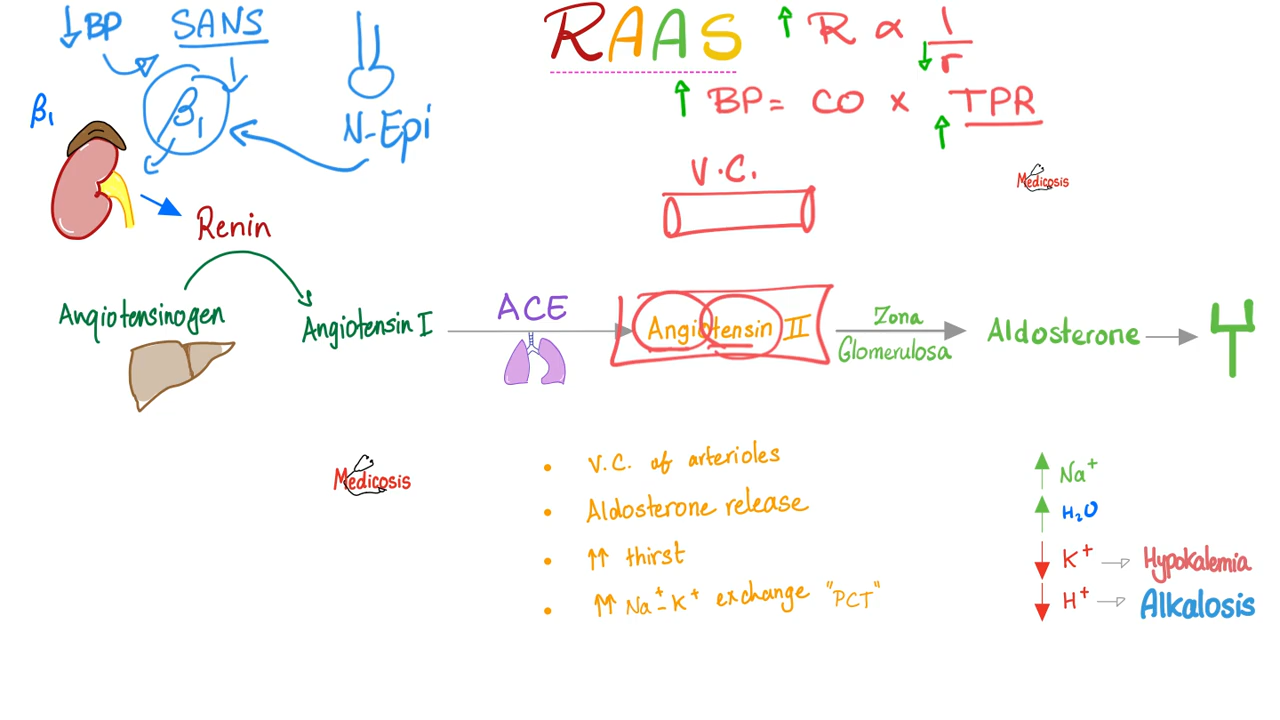 ↓BP SANS
β₁
β₁
N-Epi
RAAS
↑ R ∝ 1/↓r
↑ BP = CO × ↑TPR
V.C.
Medicosis
Renin
Angiotensinogen
Angiotensin I
ACE
Angiotensin II
Zona
Glomerulosa
Aldosterone
Medicosis
• V.C. of arterioles
• Aldosterone release
• ↑↑ thirst
• ↑↑ Na⁺-K⁺ exchange "PCT"
↑ Na⁺
↑ H₂O
↓ K⁺ → Hypokalemia
↓ H⁺ → Alkalosis